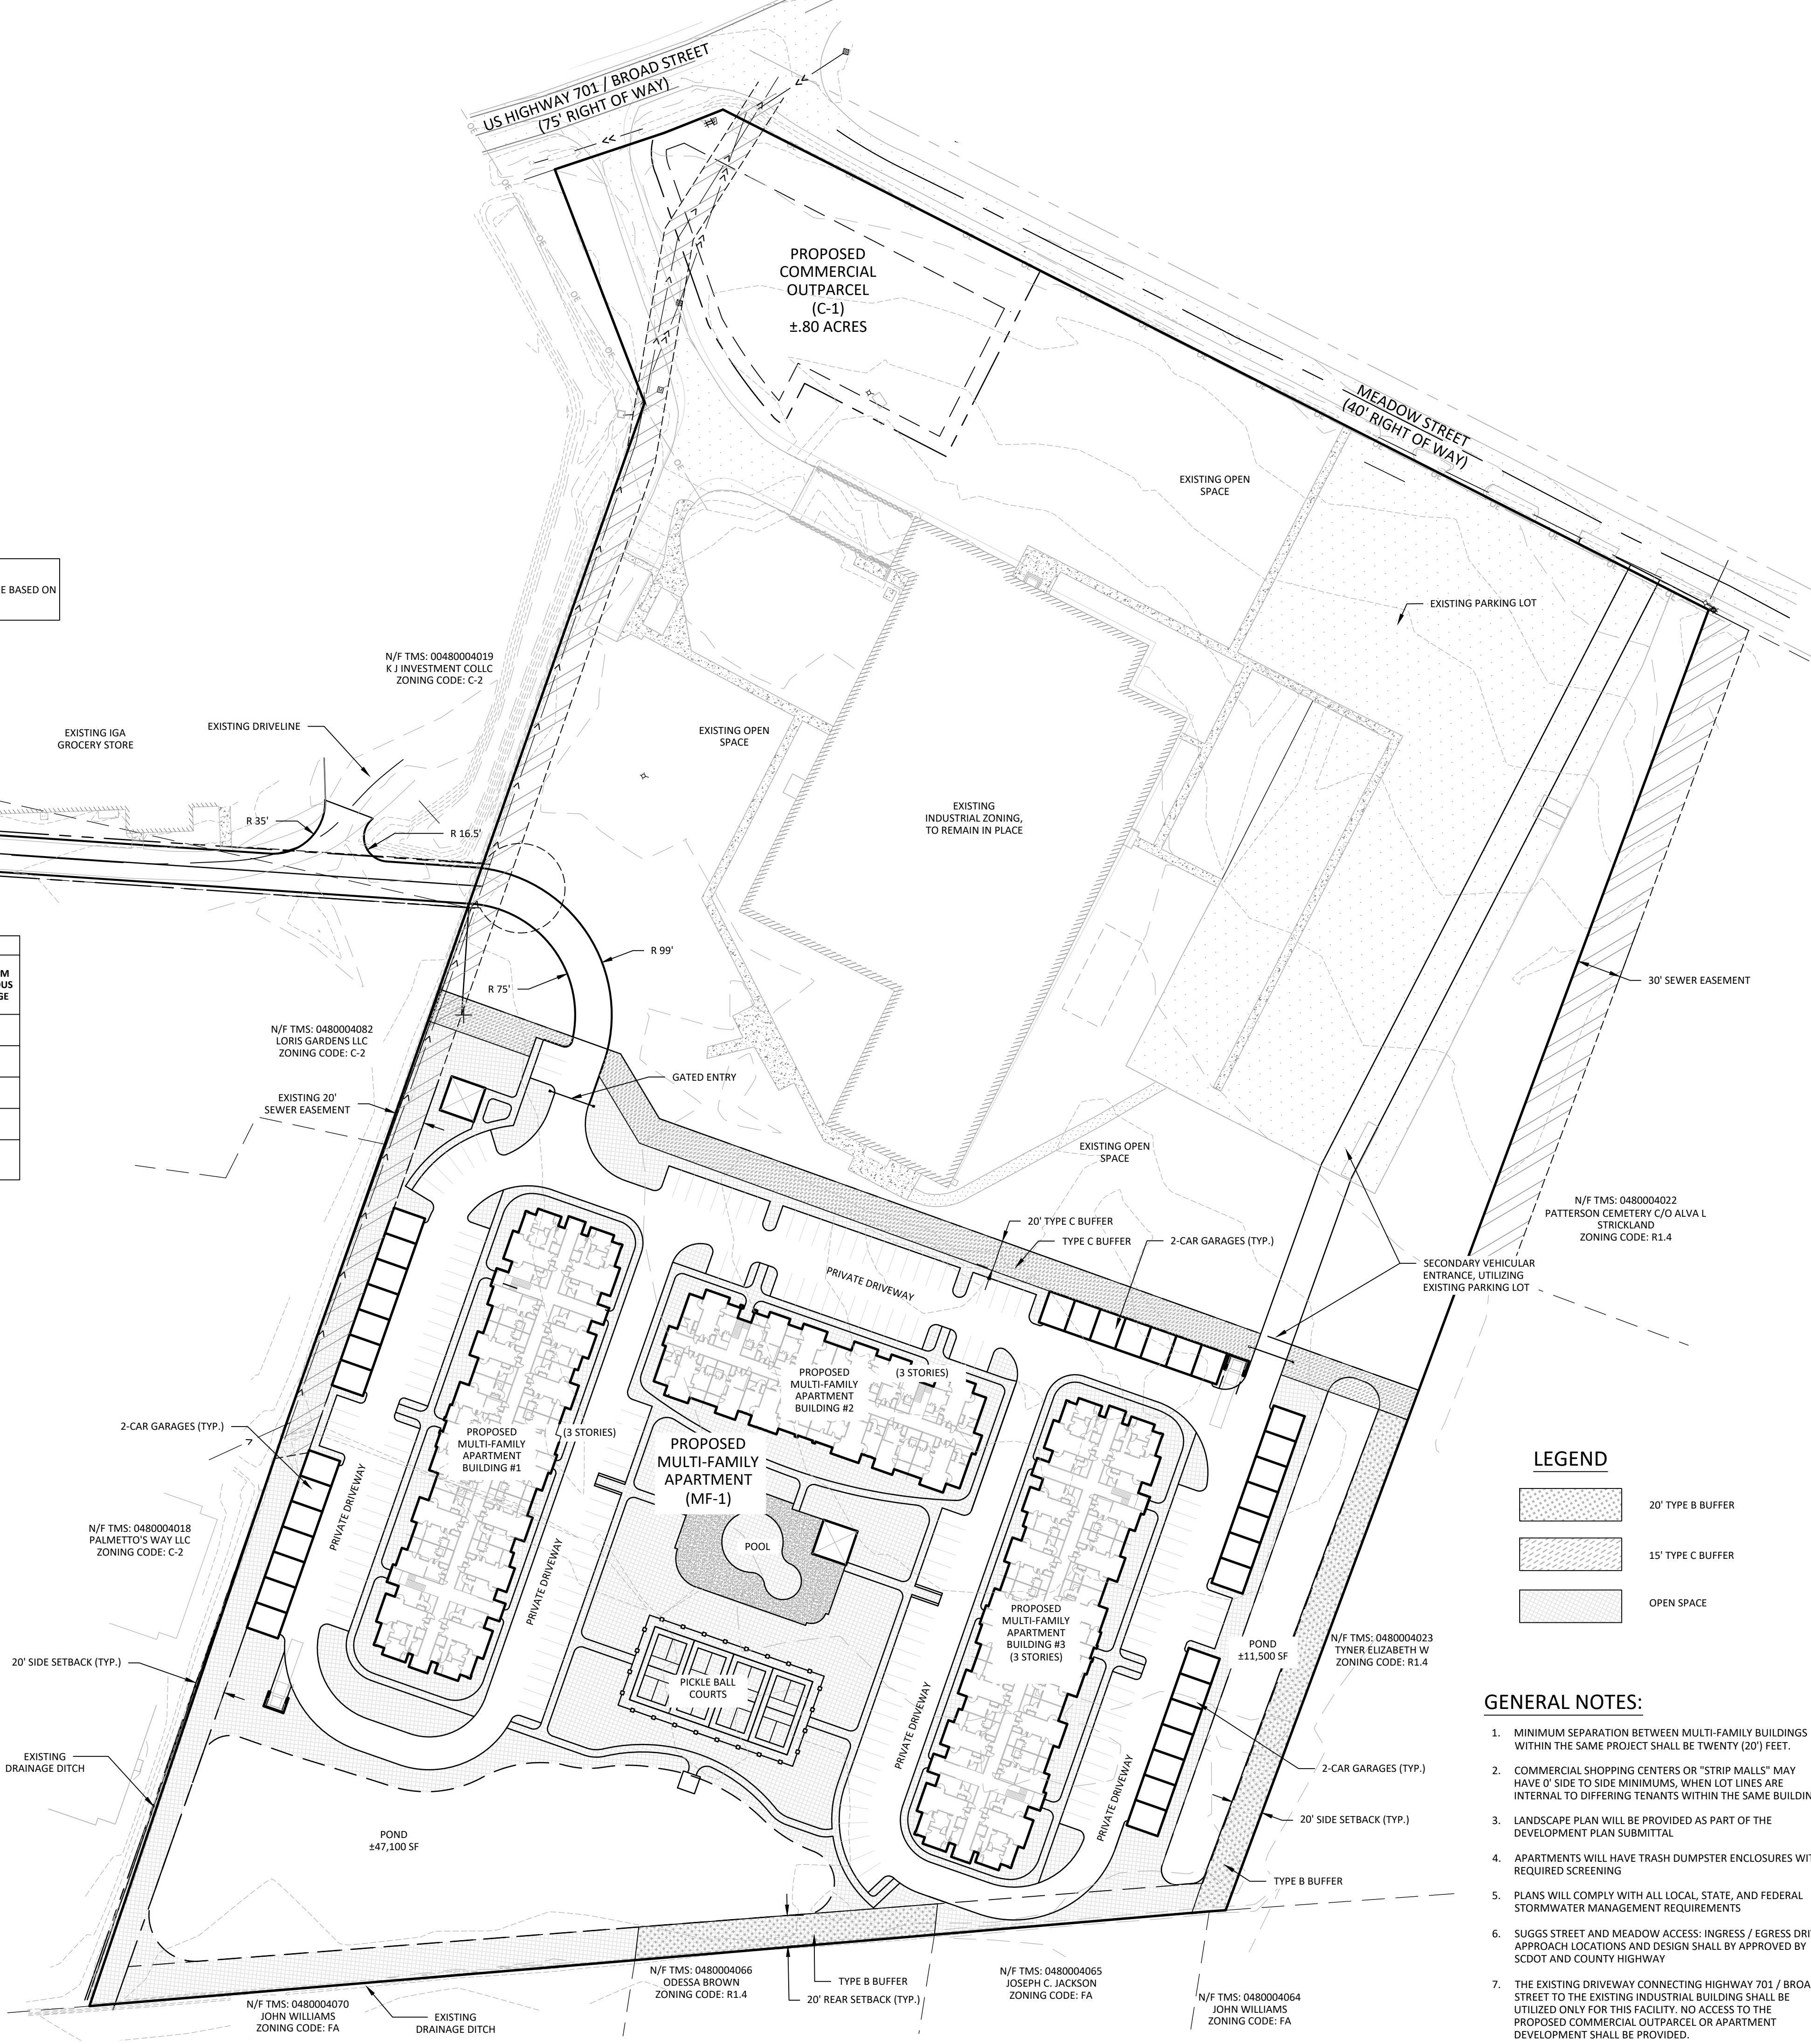 US HIGHWAY 701 / BROAD STREET
(75' RIGHT OF WAY)
PROPOSED
COMMERCIAL
OUTPARCEL
(C-1)
±.80 ACRES
MEADOW STREET
(40' RIGHT OF WAY)
EXISTING OPEN
SPACE
EXISTING PARKING LOT
E BASED ON
N/F TMS: 00480004019
K J INVESTMENT COLLC
ZONING CODE: C-2
EXISTING IGA
GROCERY STORE
EXISTING DRIVELINE
EXISTING OPEN
SPACE
EXISTING
INDUSTRIAL ZONING,
TO REMAIN IN PLACE
R 35'
R 16.5'
R 99'
R 75'
30' SEWER EASEMENT
M
OUS
GE
N/F TMS: 0480004082
LORIS GARDENS LLC
ZONING CODE: C-2
EXISTING 20'
SEWER EASEMENT
GATED ENTRY
EXISTING OPEN
SPACE
N/F TMS: 0480004022
PATTERSON CEMETERY C/O ALVA L
STRICKLAND
ZONING CODE: R1.4
20' TYPE C BUFFER
TYPE C BUFFER
2-CAR GARAGES (TYP.)
SECONDARY VEHICULAR
ENTRANCE, UTILIZING
EXISTING PARKING LOT
PRIVATE DRIVEWAY
PROPOSED
MULTI-FAMILY
APARTMENT
BUILDING #2
(3 STORIES)
2-CAR GARAGES (TYP.)
PROPOSED
MULTI-FAMILY
APARTMENT
BUILDING #1
(3 STORIES)
PROPOSED
MULTI-FAMILY
APARTMENT
(MF-1)
PRIVATE DRIVEWAY
PRIVATE DRIVEWAY
POOL
N/F TMS: 0480004018
PALMETTO'S WAY LLC
ZONING CODE: C-2
PROPOSED
MULTI-FAMILY
APARTMENT
BUILDING #3
(3 STORIES)
POND
±11,500 SF
N/F TMS: 0480004023
TYNER ELIZABETH W
ZONING CODE: R1.4
LEGEND
20' TYPE B BUFFER
15' TYPE C BUFFER
OPEN SPACE
20' SIDE SETBACK (TYP.)
PICKLE BALL
COURTS
PRIVATE DRIVEWAY
PRIVATE DRIVEWAY
EXISTING
DRAINAGE DITCH
2-CAR GARAGES (TYP.)
20' SIDE SETBACK (TYP.)
POND
±47,100 SF
TYPE B BUFFER
N/F TMS: 0480004070
JOHN WILLIAMS
ZONING CODE: FA
EXISTING
DRAINAGE DITCH
N/F TMS: 0480004066
ODESSA BROWN
ZONING CODE: R1.4
TYPE B BUFFER
20' REAR SETBACK (TYP.)
N/F TMS: 0480004065
JOSEPH C. JACKSON
ZONING CODE: FA
N/F TMS: 0480004064
JOHN WILLIAMS
ZONING CODE: FA
GENERAL NOTES:
1. MINIMUM SEPARATION BETWEEN MULTI-FAMILY BUILDINGS
WITHIN THE SAME PROJECT SHALL BE TWENTY (20') FEET.
2. COMMERCIAL SHOPPING CENTERS OR "STRIP MALLS" MAY
HAVE 0' SIDE TO SIDE MINIMUMS, WHEN LOT LINES ARE
INTERNAL TO DIFFERING TENANTS WITHIN THE SAME BUILDIN
3. LANDSCAPE PLAN WILL BE PROVIDED AS PART OF THE
DEVELOPMENT PLAN SUBMITTAL
4. APARTMENTS WILL HAVE TRASH DUMPSTER ENCLOSURES WIT
REQUIRED SCREENING
5. PLANS WILL COMPLY WITH ALL LOCAL, STATE, AND FEDERAL
STORMWATER MANAGEMENT REQUIREMENTS
6. SUGGS STREET AND MEADOW ACCESS: INGRESS / EGRESS DRI
APPROACH LOCATIONS AND DESIGN SHALL BY APPROVED BY
SCDOT AND COUNTY HIGHWAY
7. THE EXISTING DRIVEWAY CONNECTING HIGHWAY 701 / BROA
STREET TO THE EXISTING INDUSTRIAL BUILDING SHALL BE
UTILIZED ONLY FOR THIS FACILITY. NO ACCESS TO THE
PROPOSED COMMERCIAL OUTPARCEL OR APARTMENT
DEVELOPMENT SHALL BE PROVIDED.